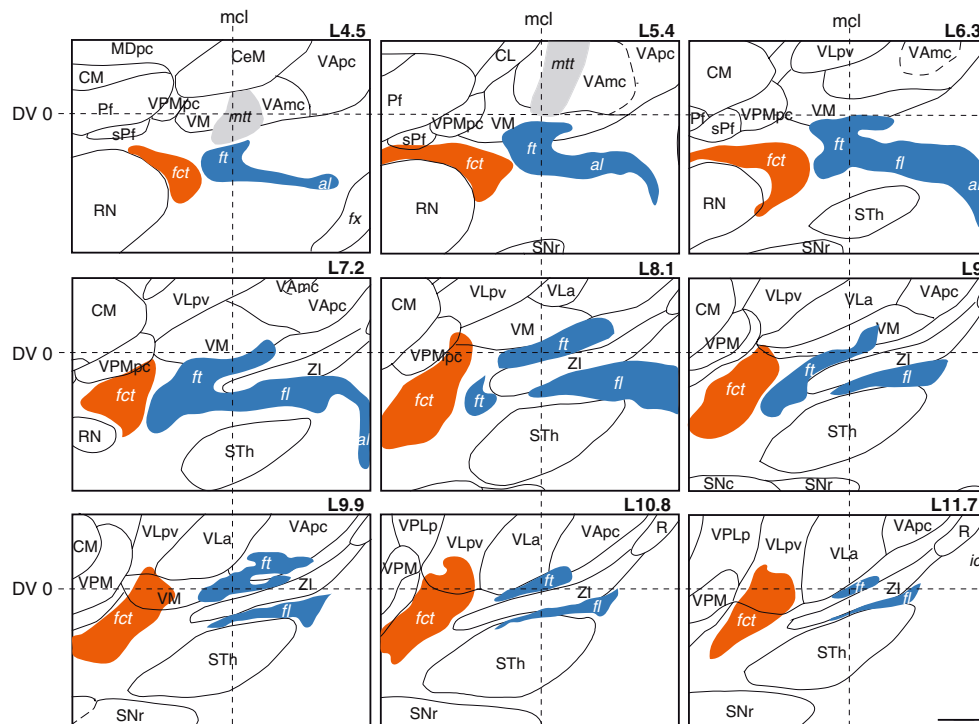 mcl mcl mcl
L4.5 L5.4 L6.3
MDpc CeM VApc
CM
Pf VPMpc VM mtt VAmc
sPf
fct ft al
RN fx
DV 0
CL mtt VAmc
Pf
VPMpc VM
sPf
fct ft al
RN
SNr
VLpv VAmc
CM
Pf VPMpc VM
sPf
fct ft fl
RN al
STh
SNr
L7.2 L8.1 L9
VAmc
CM VLpv VApc
VM
DV 0
VPMpc ZI
fct ft fl
RN STh al
CM VLpv VLa
VM
VPMpc ZI
fct ft fl
STh
CM VLpv VLa VApc
VPM VM
ZI
fct ft fl
STh
SNc SNr
L9.9 L10.8 L11.7
CM VLpv VLa VApc
ft
VPM VM ZI
DV 0
fct fl
STh
SNr
VPLp VLpv VLa VApc R
VPM ft ZI
fct fl
STh
SNr
VPLp VLpv VLa VApc R
VPM ft ZI
fct fl
STh
SNr